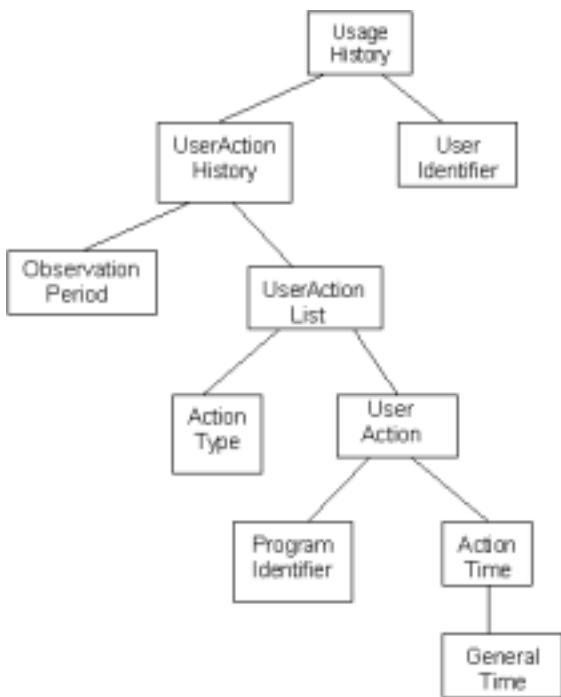 Usage
History
UserAction
History
User
Identifier
Observation
Period
UserAction
List
Action
Type
User
Action
Program
Identifier
Action
Time
General
Time